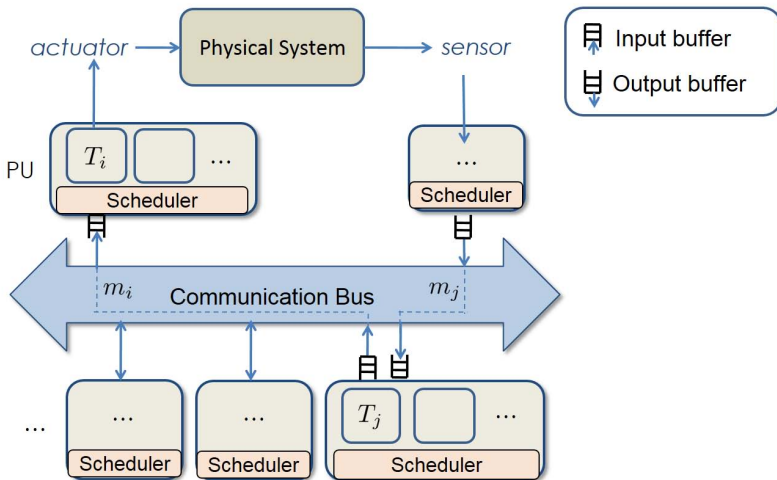 actuator
Physical System
sensor
Input buffer
Output buffer
PU
T_i
...
Scheduler
...
Scheduler
m_i
Communication Bus
m_j
...
...
Scheduler
...
Scheduler
T_j
...
Scheduler